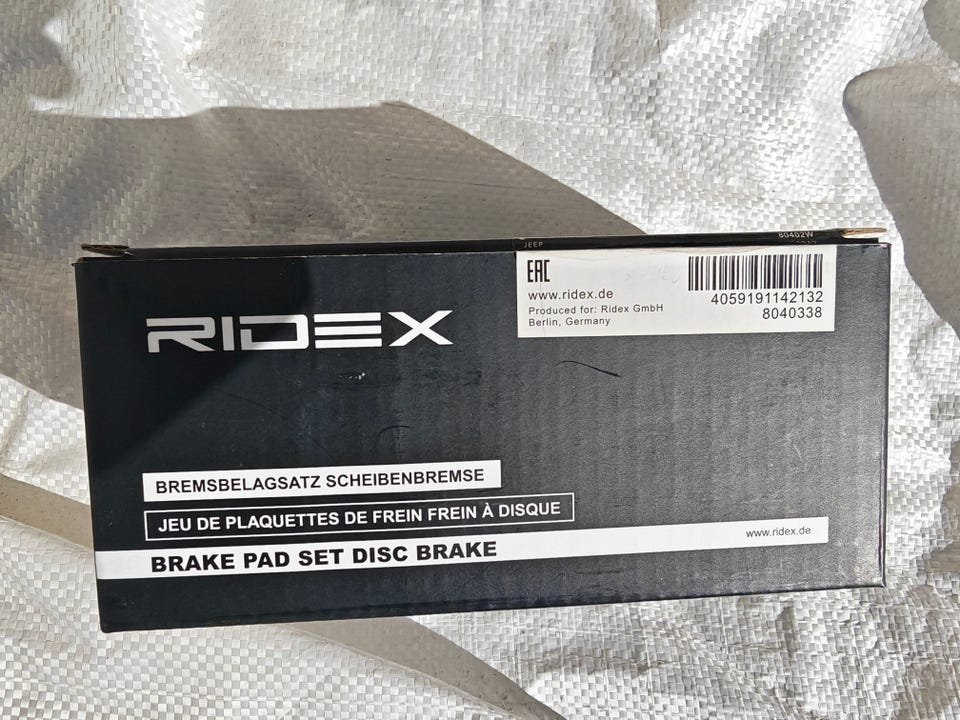 JEEP
EAC
www.ridex.de
Produced for: Ridex GmbH
Berlin, Germany
4059191142132
8040338
RIDEX
BREMSBELAGSATZ SCHEIBENBREMSE
JEU DE PLAQUETTES DE FREIN FREIN À DISQUE
BRAKE PAD SET DISC BRAKE
www.ridex.de